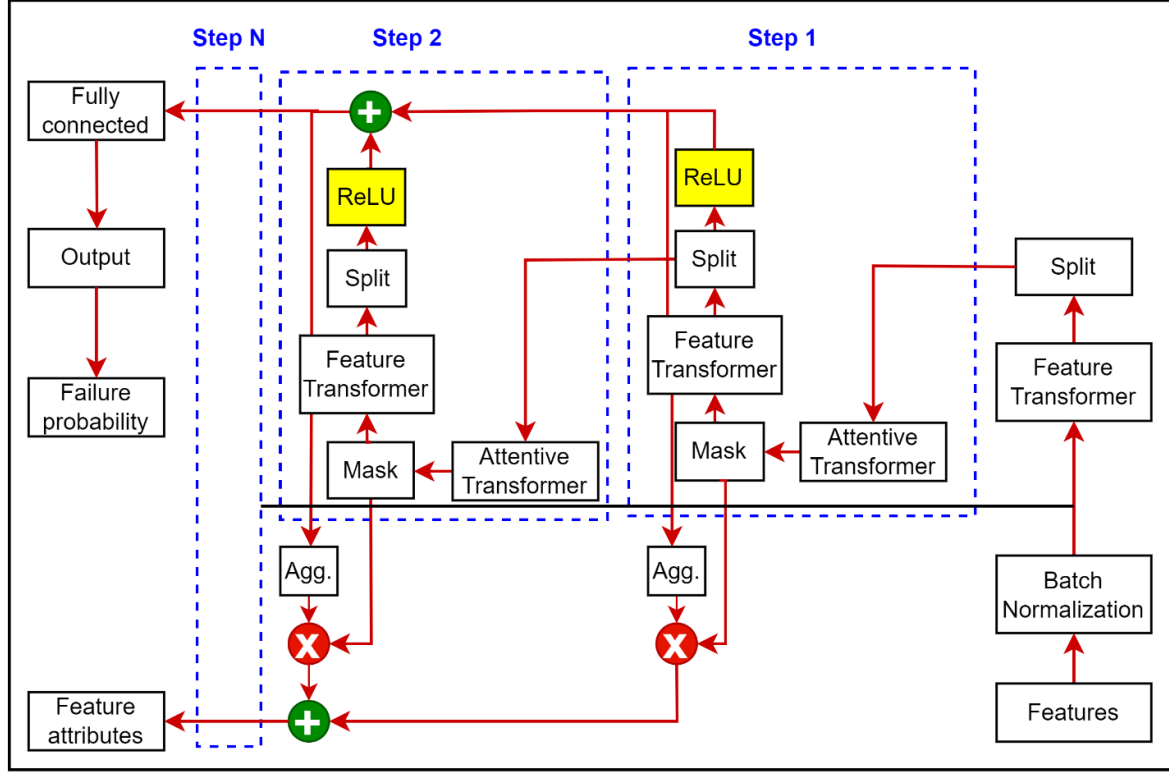 Step N
Step 2
Step 1
Fully
connected
Output
Failure
probability
Feature
attributes
+
ReLU
Split
Feature
Transformer
Mask
Attentive
Transformer
Agg.
X
+
ReLU
Split
Feature
Transformer
Mask
Attentive
Transformer
Agg.
X
Split
Feature
Transformer
Batch
Normalization
Features